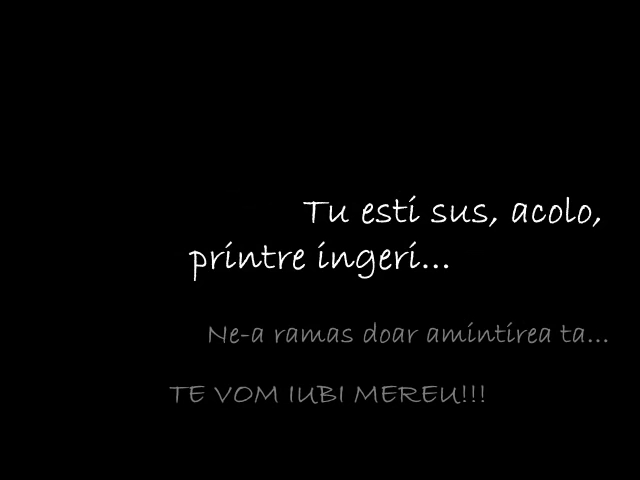 Tu esti sus, acolo,
printre ingeri...
Ne-a ramas doar amintirea ta...
TE VOM IUBI MEREU!!!